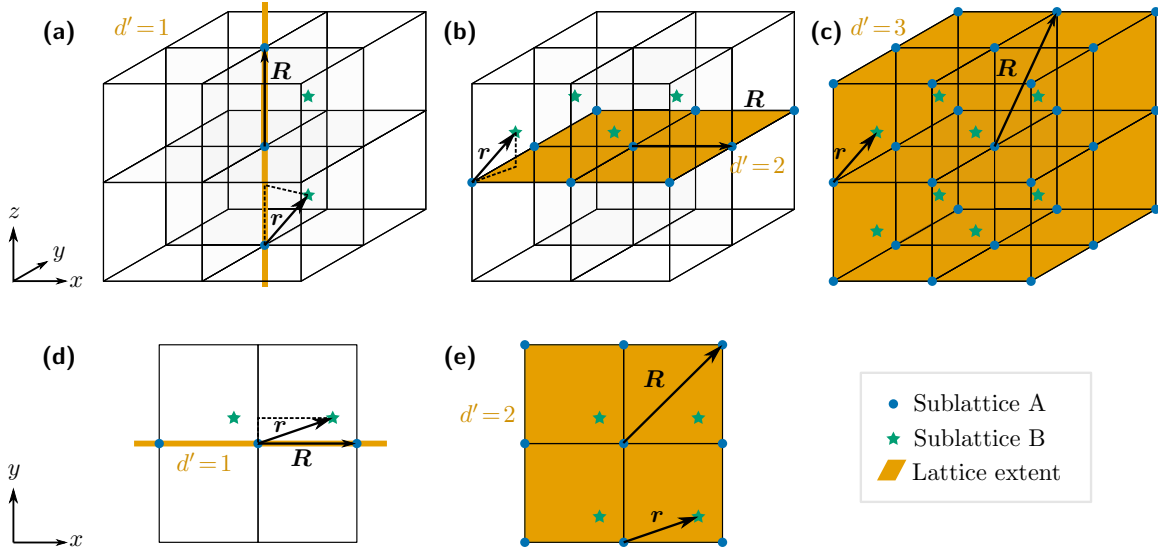 (a)
d′=1
R
r
z
y
x
(b)
R
r
d′=2
(c)
d′=3
R
r
(d)
r
d′=1
R
y
x
(e)
d′=2
R
r
Sublattice A
Sublattice B
Lattice extent